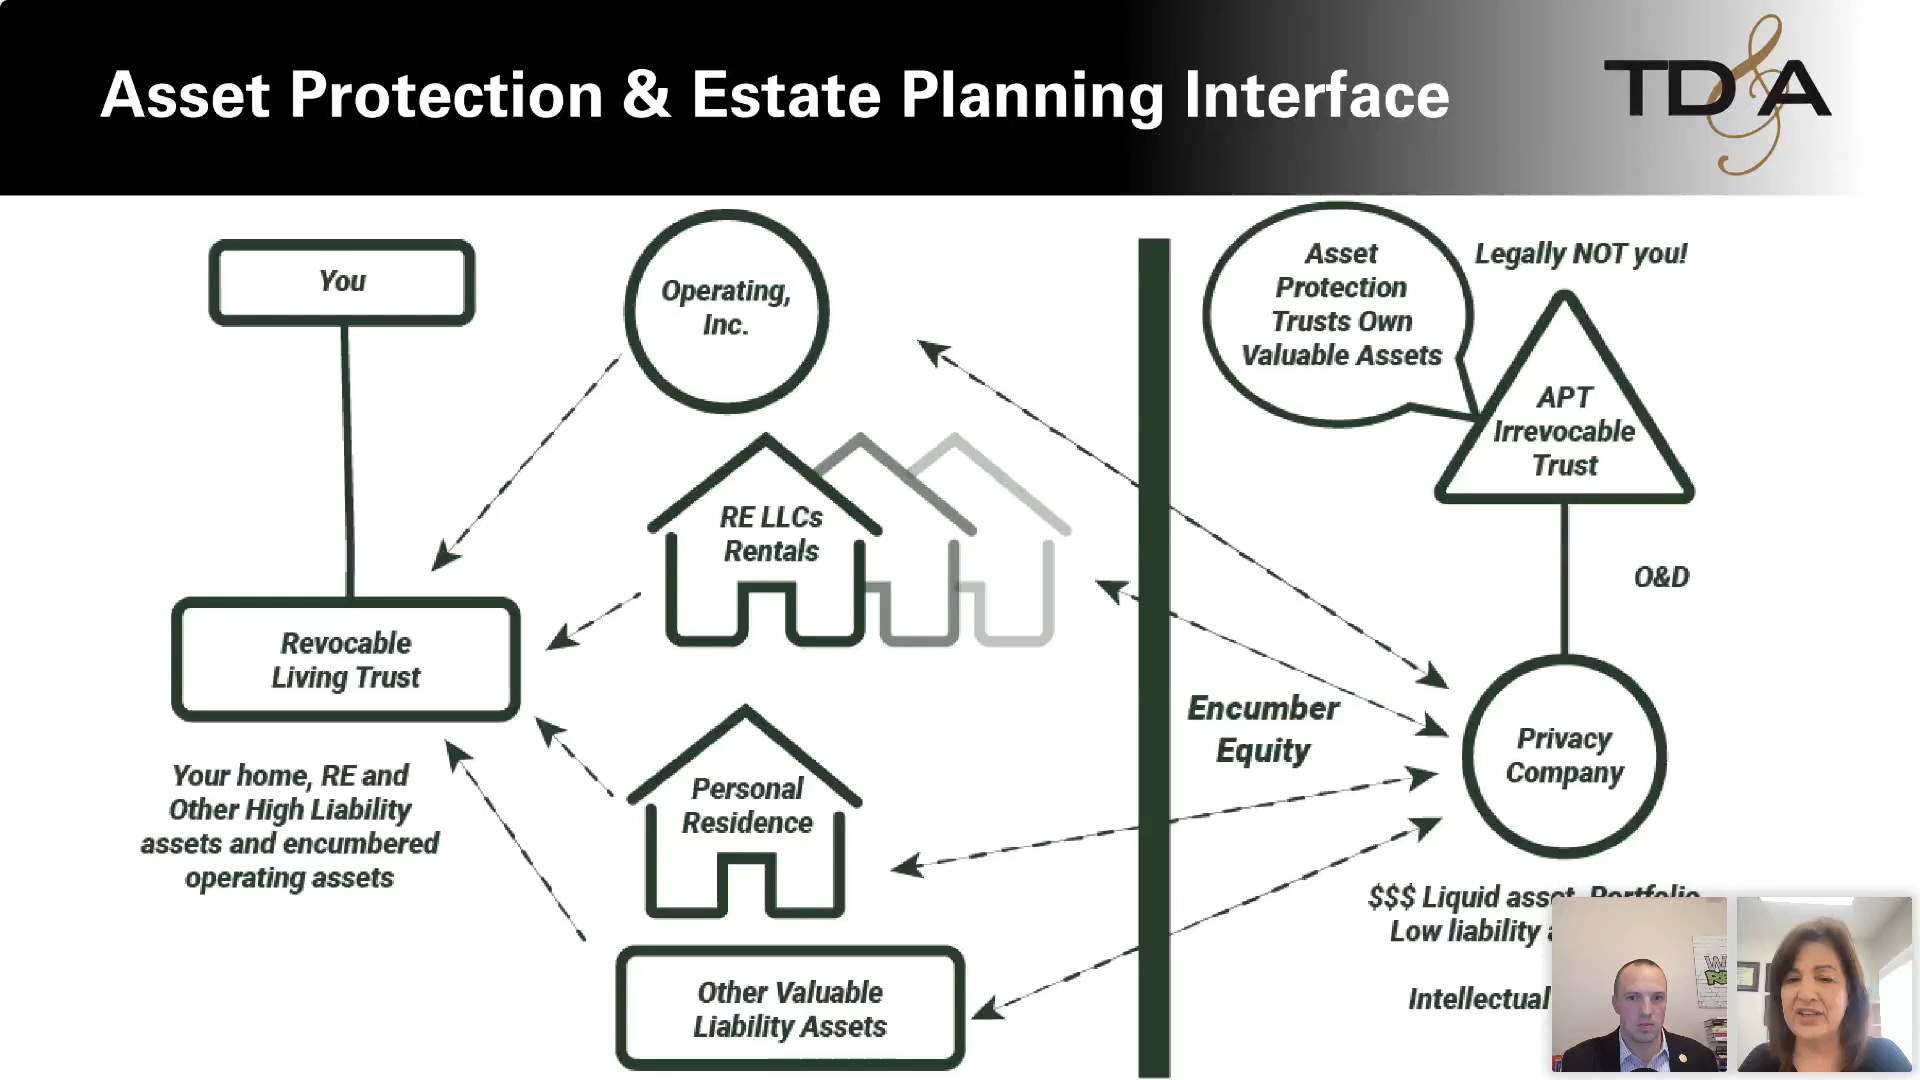 Asset Protection & Estate Planning Interface
TD&A
You
Operating,
Inc.
Asset
Protection
Trusts Own
Valuable Assets
Legally NOT you!
APT
Irrevocable
Trust
RE LLCs
Rentals
O&D
Revocable
Living Trust
Encumber
Equity
Privacy
Company
Your home, RE and
Other High Liability
assets and encumbered
operating assets
Personal
Residence
$$$ Liquid asset, Portfolio
Low liability
Intellectual
Other Valuable
Liability Assets